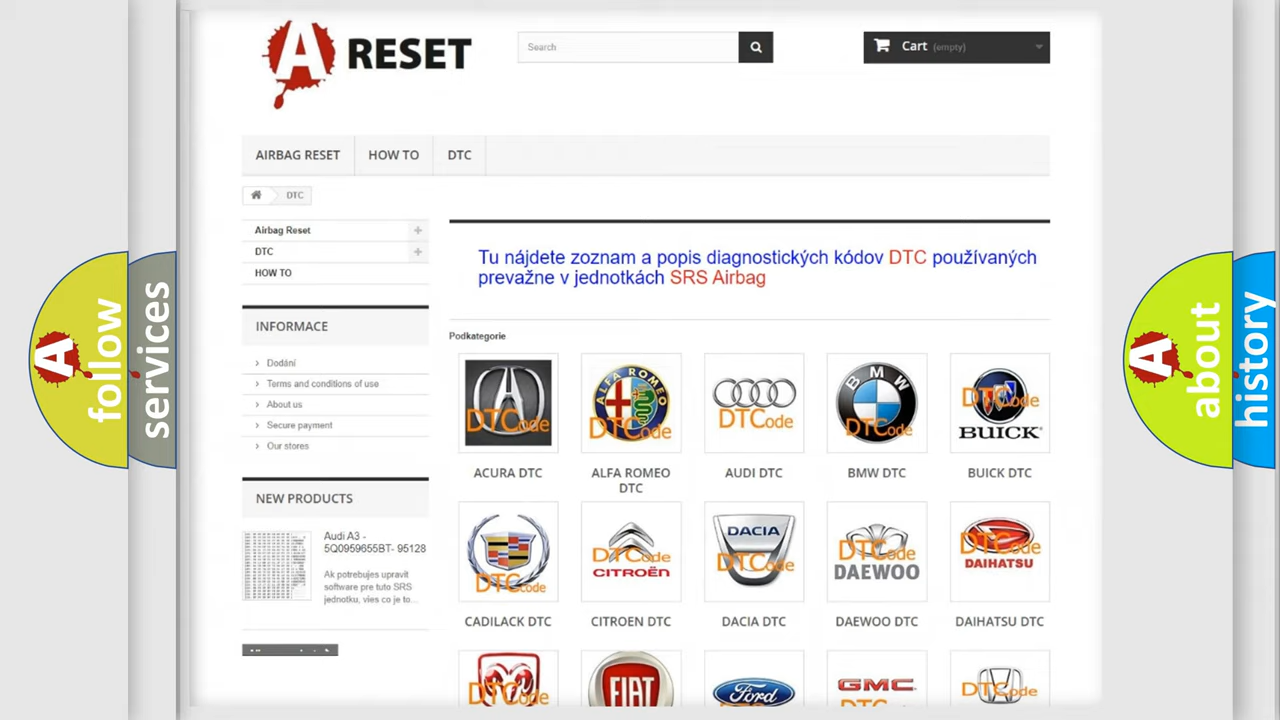 A RESET
Search
Cart (empty)
AIRBAG RESET
HOW TO
DTC
DTC
Airbag Reset
DTC
HOW TO
Tu nájdete zoznam a popis diagnostických kódov DTC používaných
prevažne v jednotkách SRS Airbag
INFORMACE
Dodání
Terms and conditions of use
About us
Secure payment
Our stores
Podkategorie
DTCode
ALFA ROMEO
DTCode
DTCode
BMW
DTCode
DTCode
BUICK
ACURA DTC
ALFA ROMEO
DTC
AUDI DTC
BMW DTC
BUICK DTC
NEW PRODUCTS
Audi A3 -
5Q0959655BT- 95128
Ak potrebujes upravit
software pre tuto SRS
jednotku, vies co je to...
DTCode
DTCode
CITROËN
DACIA
DTCode
DTCode
DAEWOO
DTCode
DAIHATSU
CADILACK DTC
CITROEN DTC
DACIA DTC
DAEWOO DTC
DAIHATSU DTC
DTCode
FIAT
Ford
GMC
DTCode
A follow
services
A about
history